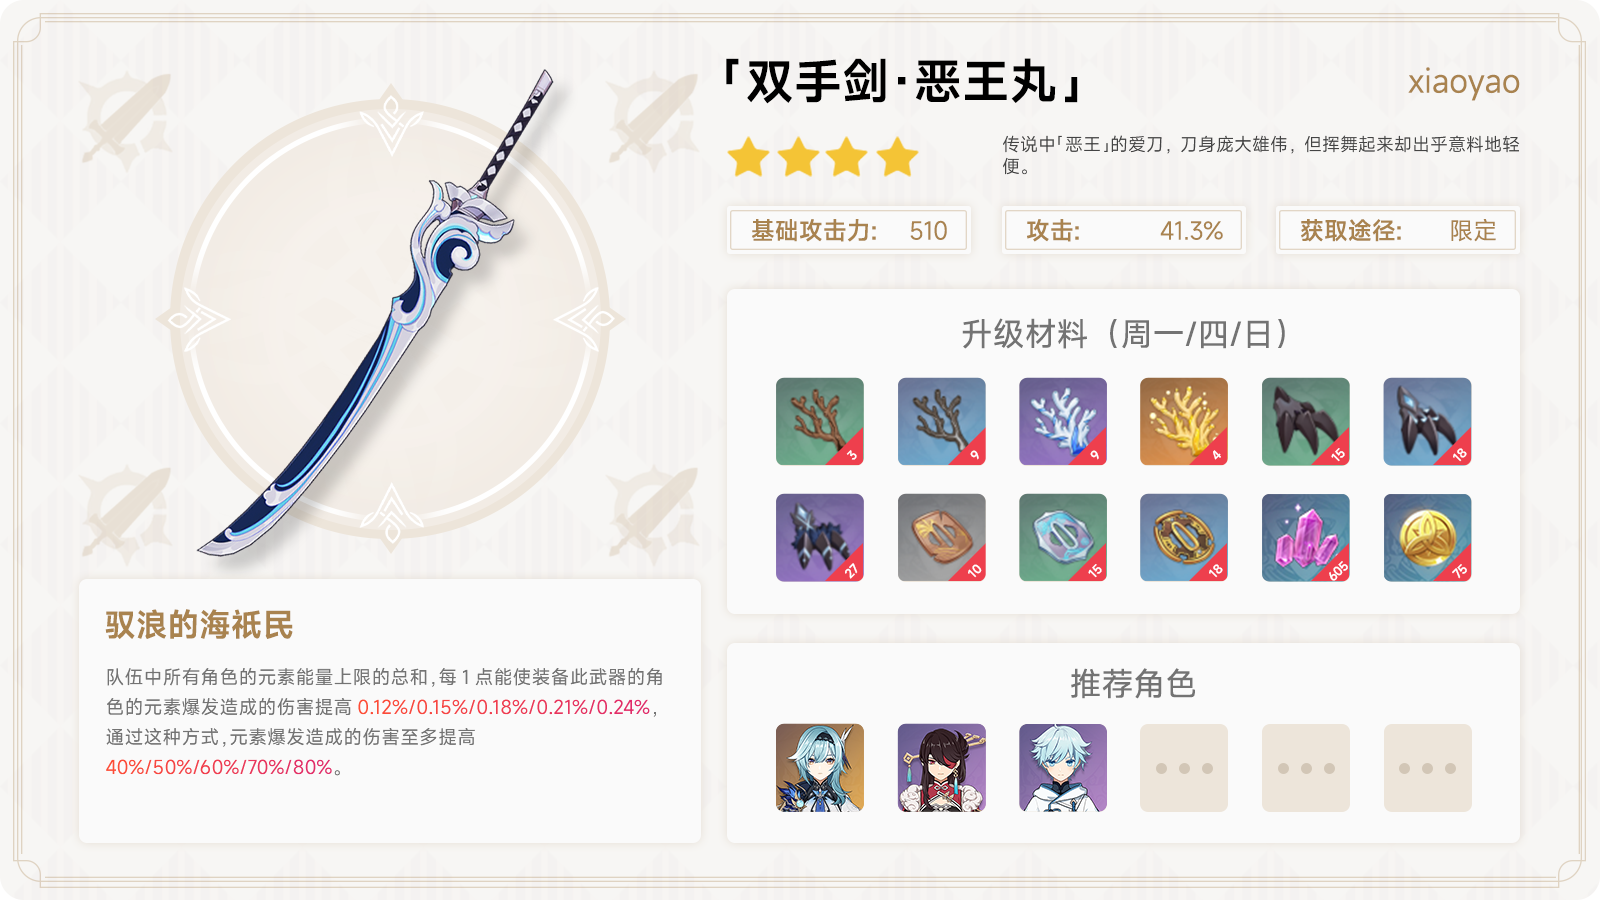 「双手剑·恶王丸」
xiaoyao
传说中「恶王」的爱刀，刀身庞大雄伟，但挥舞起来却出乎意料地轻
便。
基础攻击力: 510
攻击: 41.3%
获取途径: 限定
升级材料（周一/四/日）
3 9 9 4 15 18
27 10 15 18 605 75
驭浪的海祇民
队伍中所有角色的元素能量上限的总和,每1点能使装备此武器的角
色的元素爆发造成的伤害提高 0.12%/0.15%/0.18%/0.21%/0.24%,
通过这种方式,元素爆发造成的伤害至多提高
40%/50%/60%/70%/80%。
推荐角色